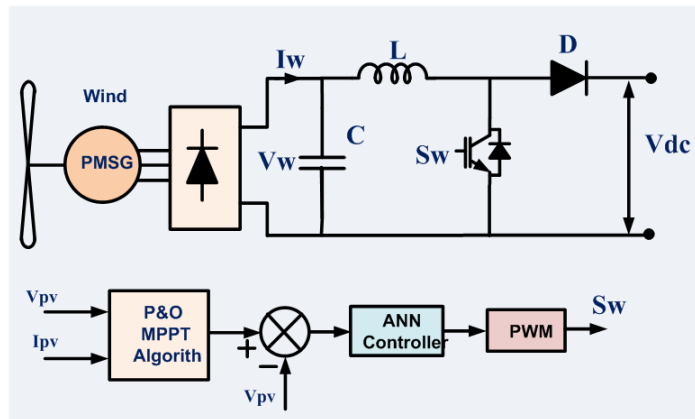 Wind
PMSG
Iw
L
D
C
Vw
Sw
Vdc
Vpv
Ipv
P&O
MPPT
Algorith
+
−
Vpv
ANN
Controller
PWM
Sw